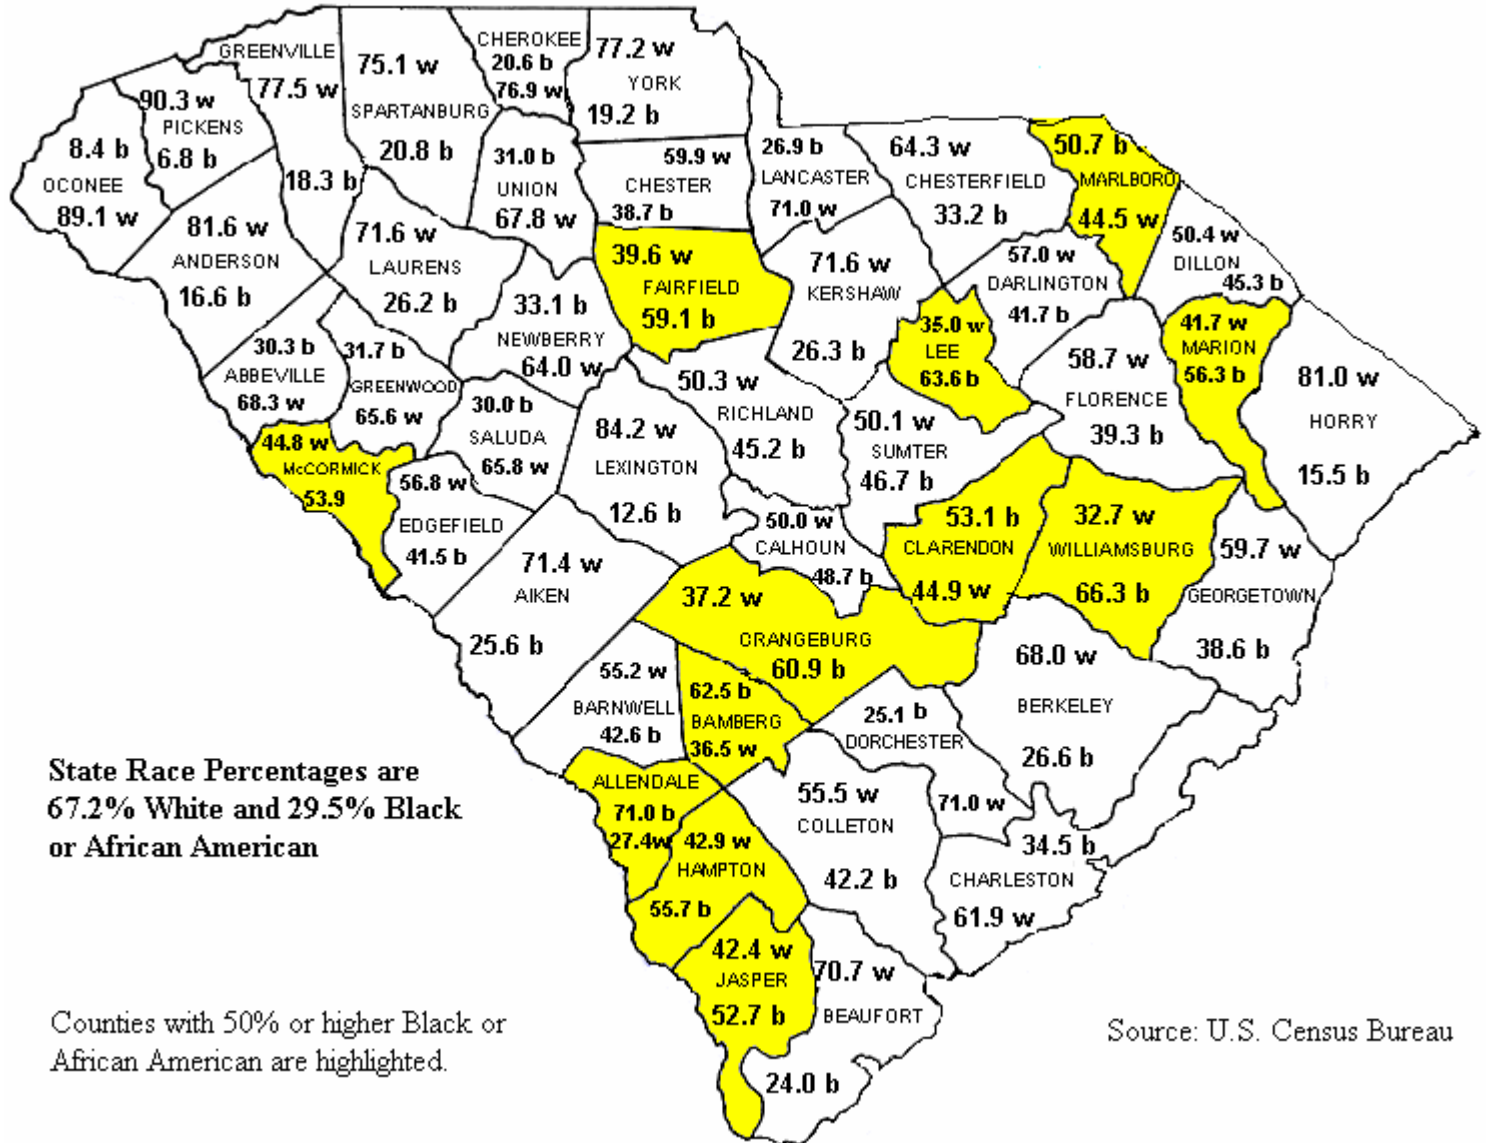 GREENVILLE
77.5 w
18.3 b
75.1 w
SPARTANBURG
20.8 b
CHEROKEE
20.6 b
76.9 w
77.2 w
YORK
19.2 b
90.3 w
PICKENS
6.8 b
8.4 b
OCONEE
89.1 w
31.0 b
UNION
67.8 w
59.9 w
CHESTER
38.7 b
26.9 b
LANCASTER
71.0 w
64.3 w
CHESTERFIELD
33.2 b
50.7 b
MARLBORO
44.5 w
81.6 w
ANDERSON
16.6 b
71.6 w
LAURENS
26.2 b
39.6 w
FAIRFIELD
59.1 b
71.6 w
KERSHAW
26.3 b
57.0 w
DARLINGTON
41.7 b
50.4 w
DILLON
45.3 b
33.1 b
NEWBERRY
64.0 w
35.0 w
LEE
63.6 b
41.7 w
MARION
56.3 b
30.3 b
ABBEVILLE
68.3 w
31.7 b
GREENWOOD
65.6 w
58.7 w
FLORENCE
39.3 b
81.0 w
HORRY
15.5 b
30.0 b
SALUDA
65.8 w
84.2 w
LEXINGTON
12.6 b
50.3 w
RICHLAND
45.2 b
50.1 w
SUMTER
46.7 b
44.8 w
McCORMICK
53.9
56.8 w
EDGEFIELD
41.5 b
71.4 w
AIKEN
25.6 b
50.0 w
CALHOUN
48.7 b
53.1 b
CLARENDON
44.9 w
32.7 w
WILLIAMSBURG
66.3 b
59.7 w
GEORGETOWN
38.6 b
37.2 w
ORANGEBURG
60.9 b
55.2 w
BARNWELL
42.6 b
62.5 b
BAMBERG
36.5 w
25.1 b
DORCHESTER
71.0 w
68.0 w
BERKELEY
26.6 b
ALLENDALE
71.0 b
27.4w
42.9 w
HAMPTON
55.7 b
55.5 w
COLLETON
42.2 b
34.5 b
CHARLESTON
61.9 w
42.4 w
JASPER
52.7 b
70.7 w
BEAUFORT
24.0 b
State Race Percentages are
67.2% White and 29.5% Black
or African American
Counties with 50% or higher Black or
African American are highlighted.
Source: U.S. Census Bureau